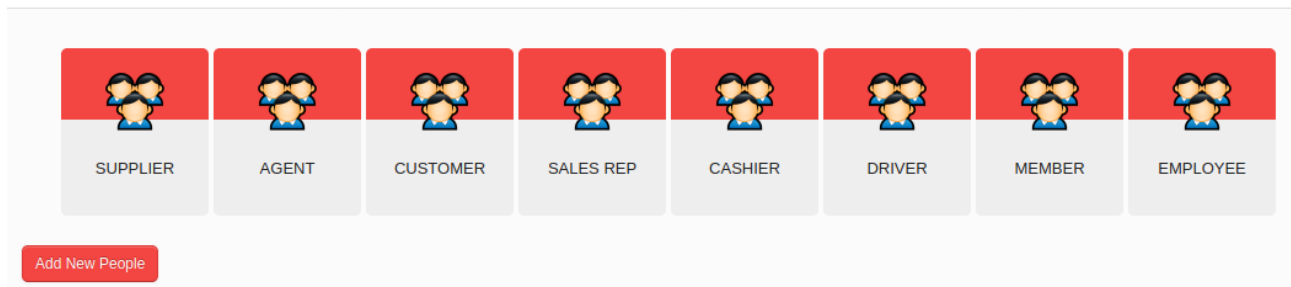 SUPPLIER AGENT CUSTOMER SALES REP CASHIER DRIVER MEMBER EMPLOYEE
Add New People